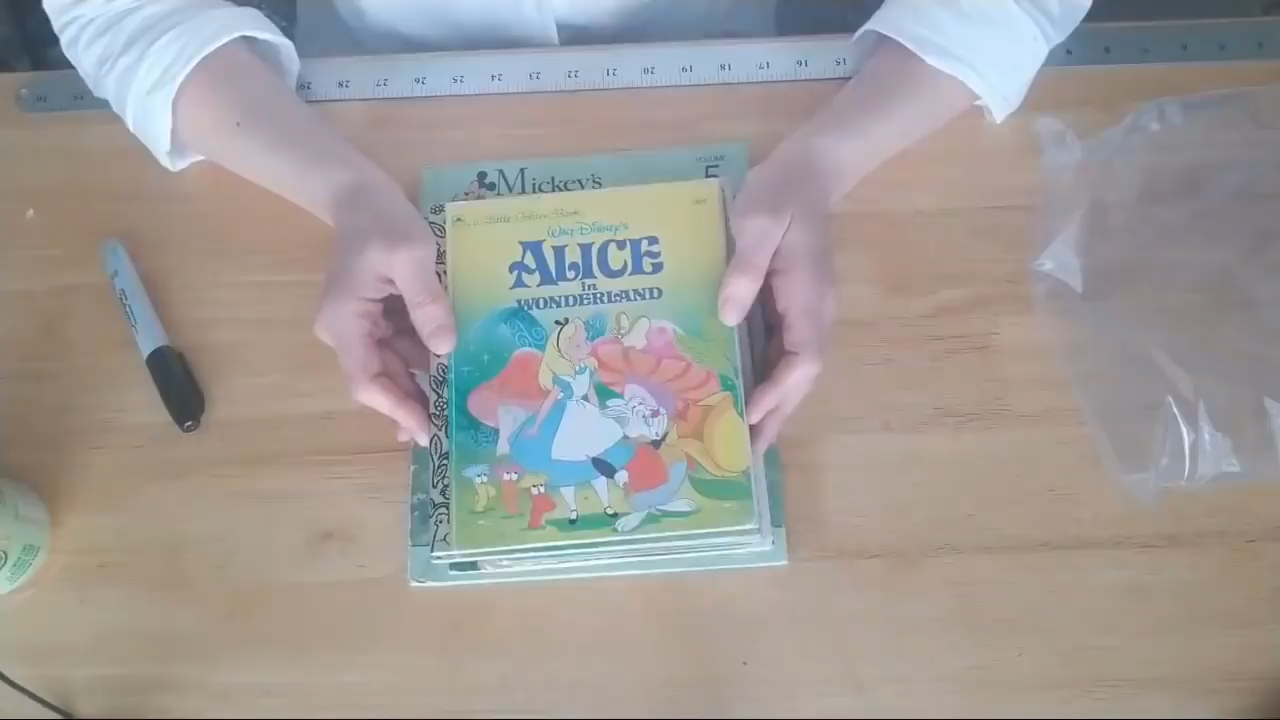 29 28 27 26 25 24 23 22 21 20 19 18 17 16 15
VOLUME
5
MICKEY'S
a Little Golden Book
WALT DISNEY'S
ALICE
in
WONDERLAND